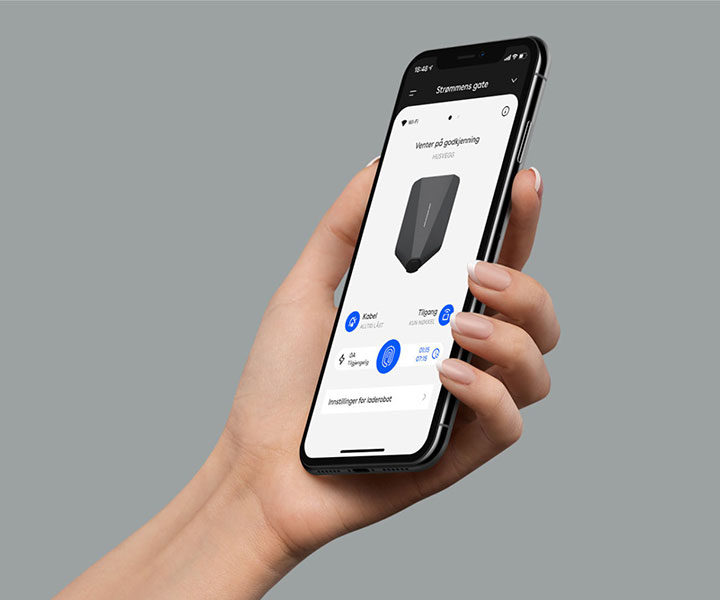 18:48
Strømmens gate
Wi-Fi
Venter på godkjenning
HUSVEGG
Kabel
ALLTID LÅST
Tilgang
KUN NØKKEL
0A
Tilgjengelig
01:15
07:15
Innstillinger for laderobot